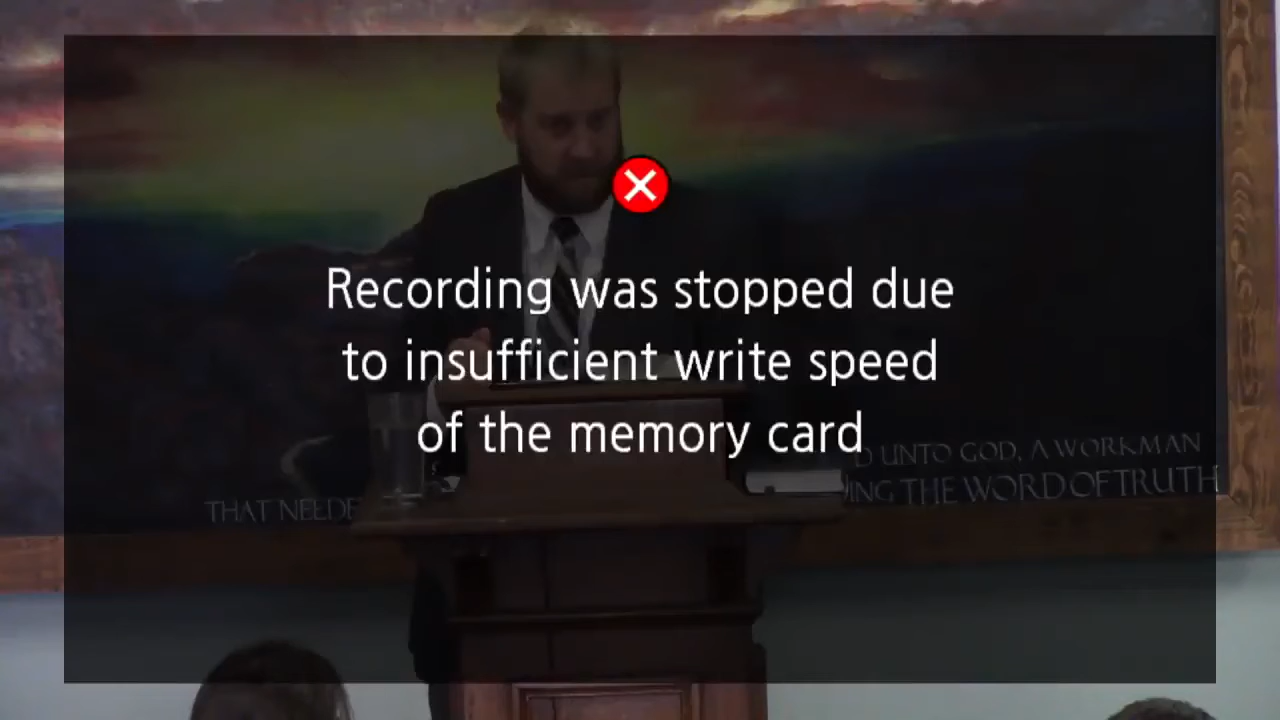 Recording was stopped due
to insufficient write speed
of the memory card
D UNTO GOD, A WORKMAN
THAT NEEDE
ING THE WORD OF TRUTH